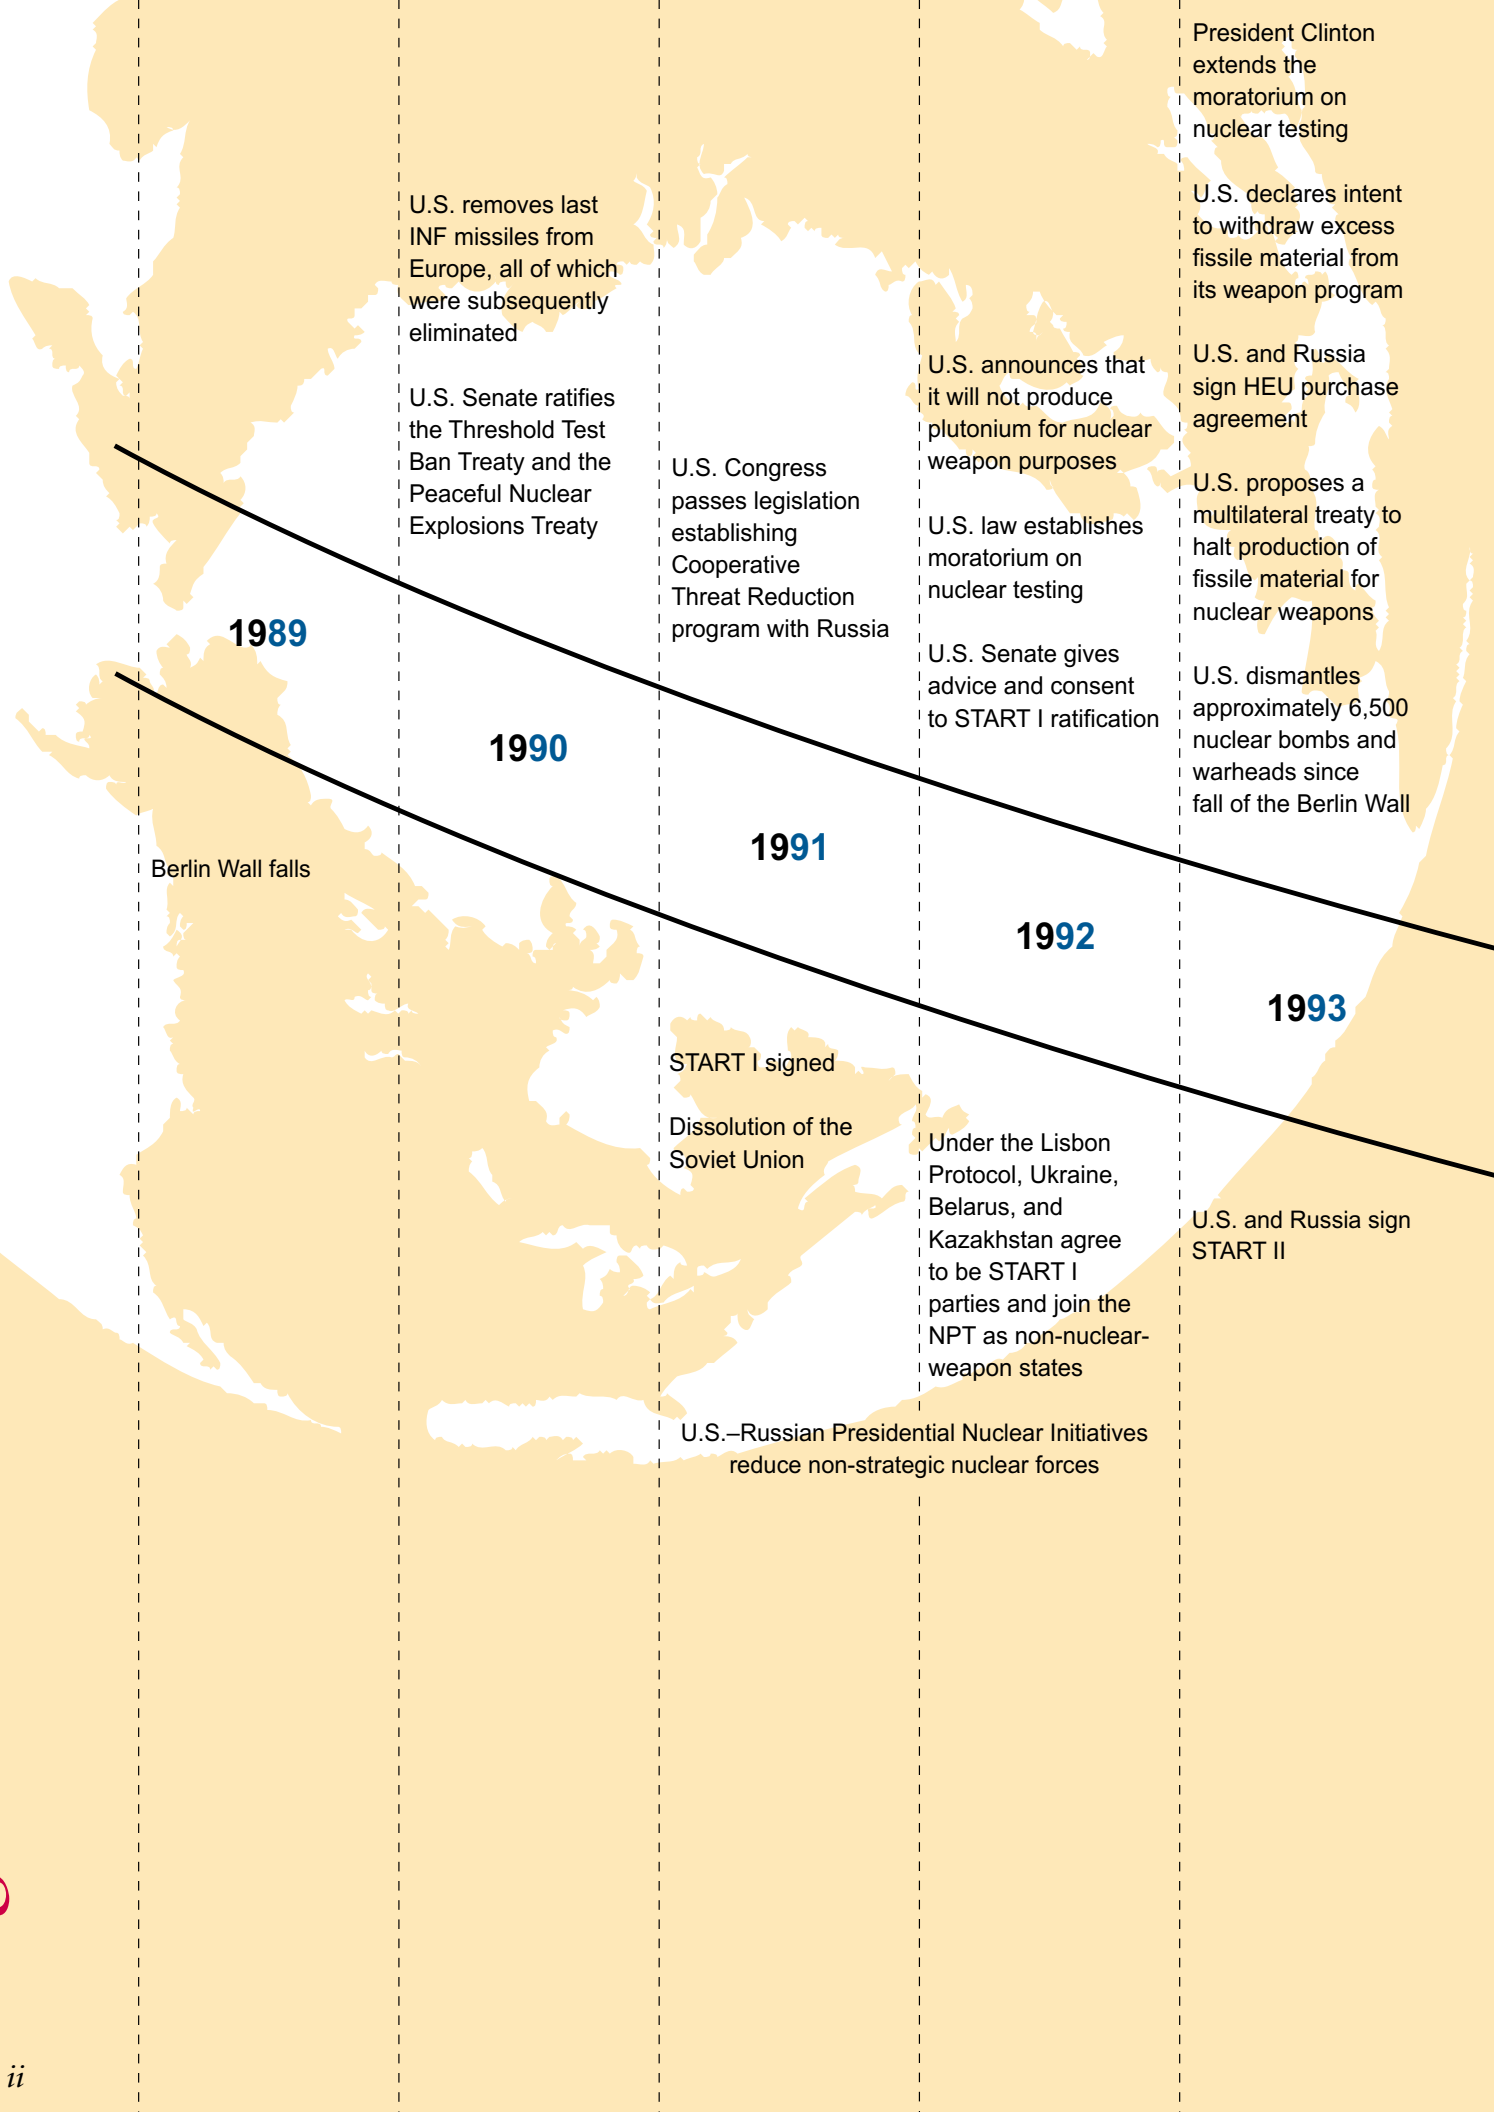 U.S. removes last
INF missiles from
Europe, all of which
were subsequently
eliminated
U.S. Senate ratifies
the Threshold Test
Ban Treaty and the
Peaceful Nuclear
Explosions Treaty
U.S. Congress
passes legislation
establishing
Cooperative
Threat Reduction
program with Russia
U.S. announces that
it will not produce
plutonium for nuclear
weapon purposes
U.S. law establishes
moratorium on
nuclear testing
U.S. Senate gives
advice and consent
to START I ratification
President Clinton
extends the
moratorium on
nuclear testing
U.S. declares intent
to withdraw excess
fissile material from
its weapon program
U.S. and Russia
sign HEU purchase
agreement
U.S. proposes a
multilateral treaty to
halt production of
fissile material for
nuclear weapons
U.S. dismantles
approximately 6,500
nuclear bombs and
warheads since
fall of the Berlin Wall
1989
1990
1991
1992
1993
Berlin Wall falls
START I signed
Dissolution of the
Soviet Union
Under the Lisbon
Protocol, Ukraine,
Belarus, and
Kazakhstan agree
to be START I
parties and join the
NPT as non-nuclear-
weapon states
U.S. and Russia sign
START II
U.S.–Russian Presidential Nuclear Initiatives
reduce non-strategic nuclear forces
ii